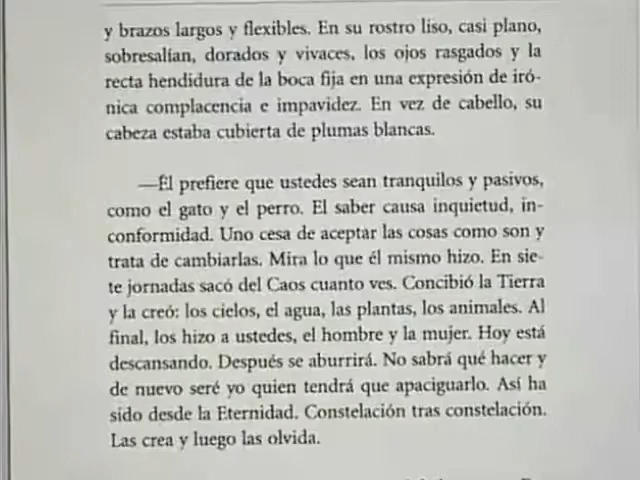 y brazos largos y flexibles. En su rostro liso, casi plano,
sobresalían, dorados y vivaces, los ojos rasgados y la
recta hendidura de la boca fija en una expresión de iró-
nica complacencia e impavidez. En vez de cabello, su
cabeza estaba cubierta de plumas blancas.
—Él prefiere que ustedes sean tranquilos y pasivos,
como el gato y el perro. El saber causa inquietud, in-
conformidad. Uno cesa de aceptar las cosas como son y
trata de cambiarlas. Mira lo que él mismo hizo. En sie-
te jornadas sacó del Caos cuanto ves. Concibió la Tierra
y la creó: los cielos, el agua, las plantas, los animales. Al
final, los hizo a ustedes, el hombre y la mujer. Hoy está
descansando. Después se aburrirá. No sabrá qué hacer y
de nuevo seré yo quien tendrá que apaciguarlo. Así ha
sido desde la Eternidad. Constelación tras constelación.
Las crea y luego las olvida.